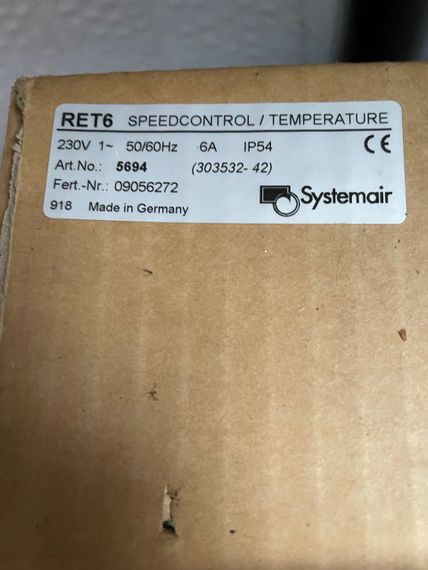 RET6 SPEEDCONTROL / TEMPERATURE
230V 1~ 50/60Hz 6A IP54 CE
Art.No.: 5694 (303532- 42)
Fert.-Nr.: 09056272
918 Made in Germany
Systemair